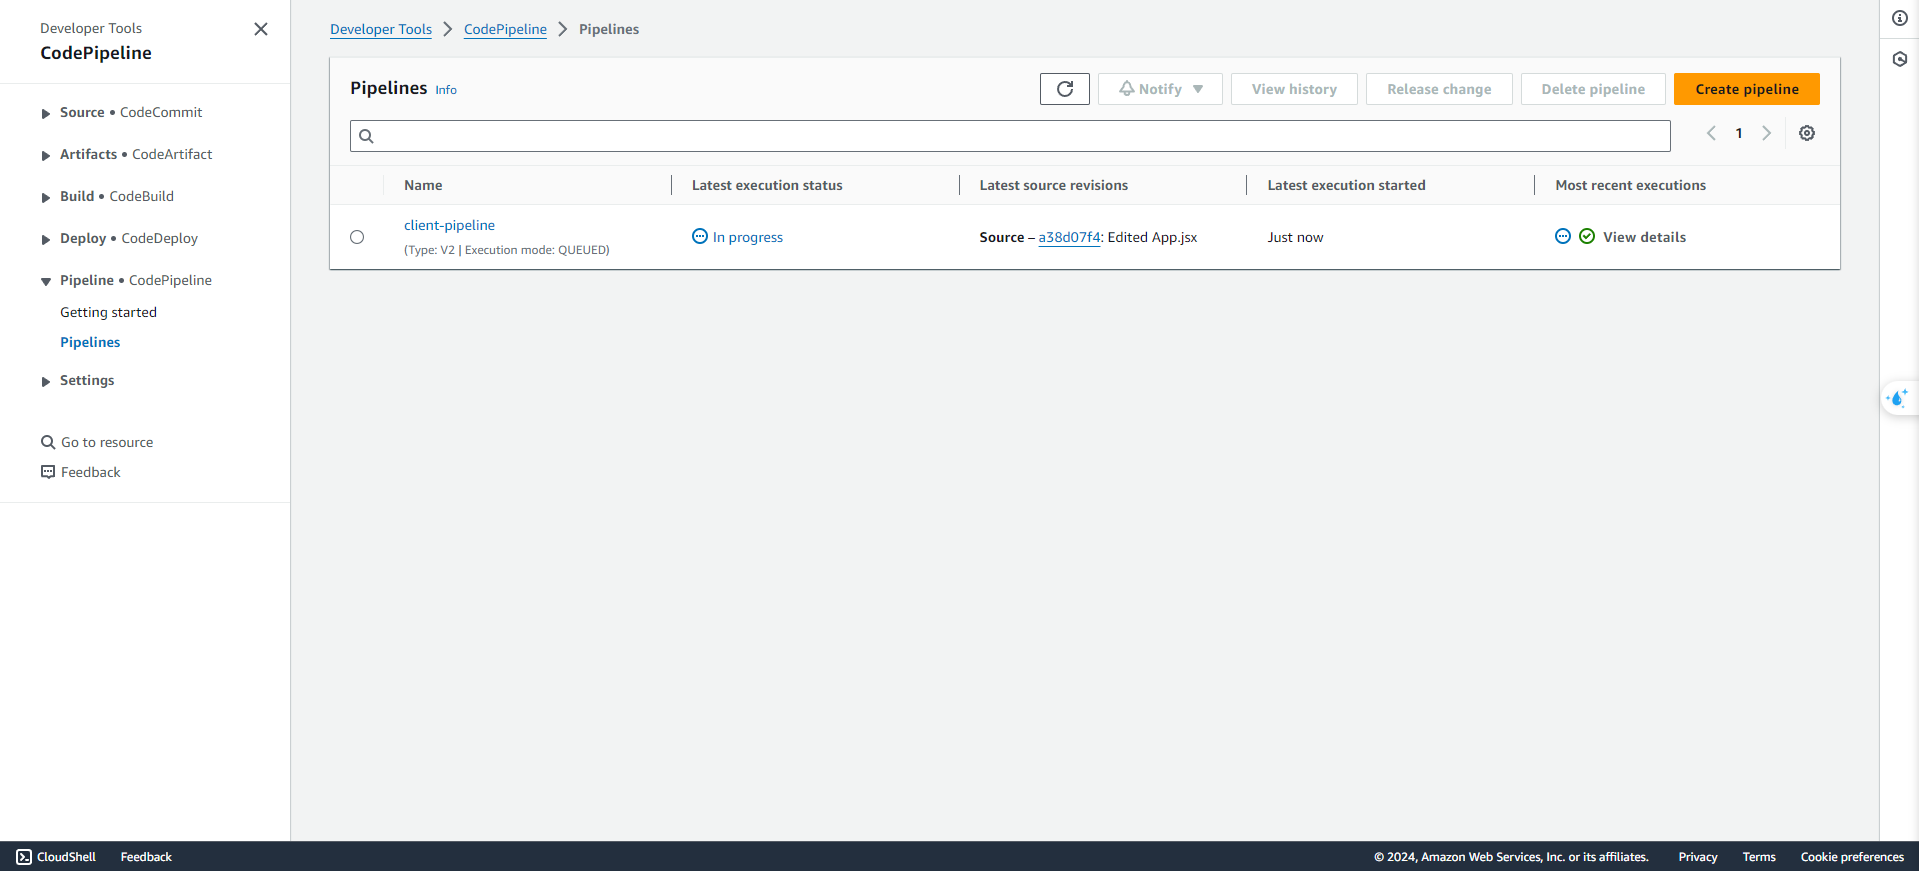 Developer Tools
CodePipeline
Source • CodeCommit
Artifacts • CodeArtifact
Build • CodeBuild
Deploy • CodeDeploy
Pipeline • CodePipeline
Getting started
Pipelines
Settings
Go to resource
Feedback
Developer Tools CodePipeline Pipelines
Pipelines Info
Notify View history Release change Delete pipeline Create pipeline
1
Name Latest execution status Latest source revisions Latest execution started Most recent executions
client-pipeline
(Type: V2 | Execution mode: QUEUED)
In progress
Source – a38d07f4: Edited App.jsx
Just now
View details
CloudShell Feedback © 2024, Amazon Web Services, Inc. or its affiliates. Privacy Terms Cookie preferences